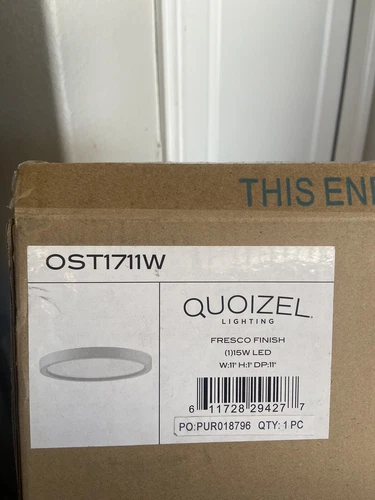 THIS EN
OST1711W
QUOIZEL
LIGHTING
FRESCO FINISH
(1)15W LED
W:11" H:1" DP:11"
6 11728 29427 7
PO:PUR018796 QTY: 1 PC